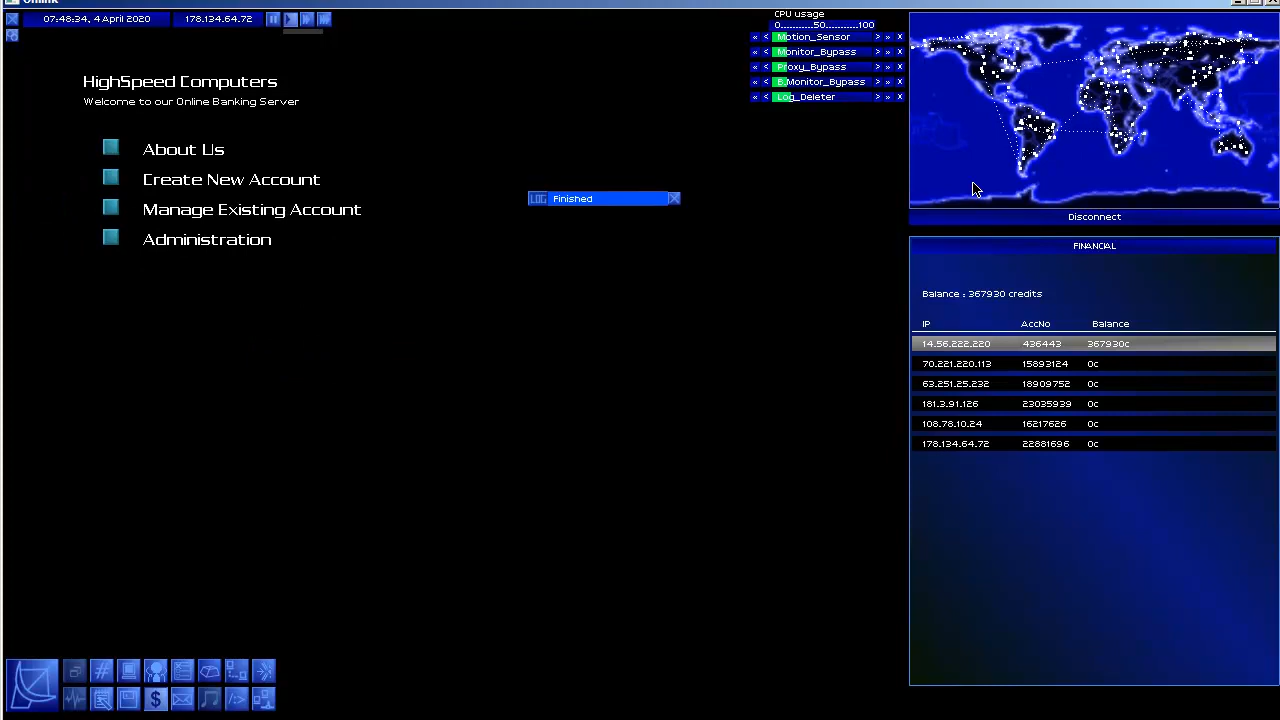 Onlink
07:48:34, 4 April 2020
178.134.64.72
CPU usage
0...........50...........100
Motion_Sensor
Monitor_Bypass
Proxy_Bypass
B.Monitor_Bypass
Log_Deleter
HighSpeed Computers
Welcome to our Online Banking Server
About Us
Create New Account
Manage Existing Account
Administration
LOG Finished
Disconnect
FINANCIAL
Balance : 367930 credits
IP AccNo Balance
14.56.222.220 436443 367930c
70.221.220.113 15893124 0c
63.251.25.232 18909752 0c
181.3.91.126 23035939 0c
108.78.10.24 16217626 0c
178.134.64.72 22881696 0c